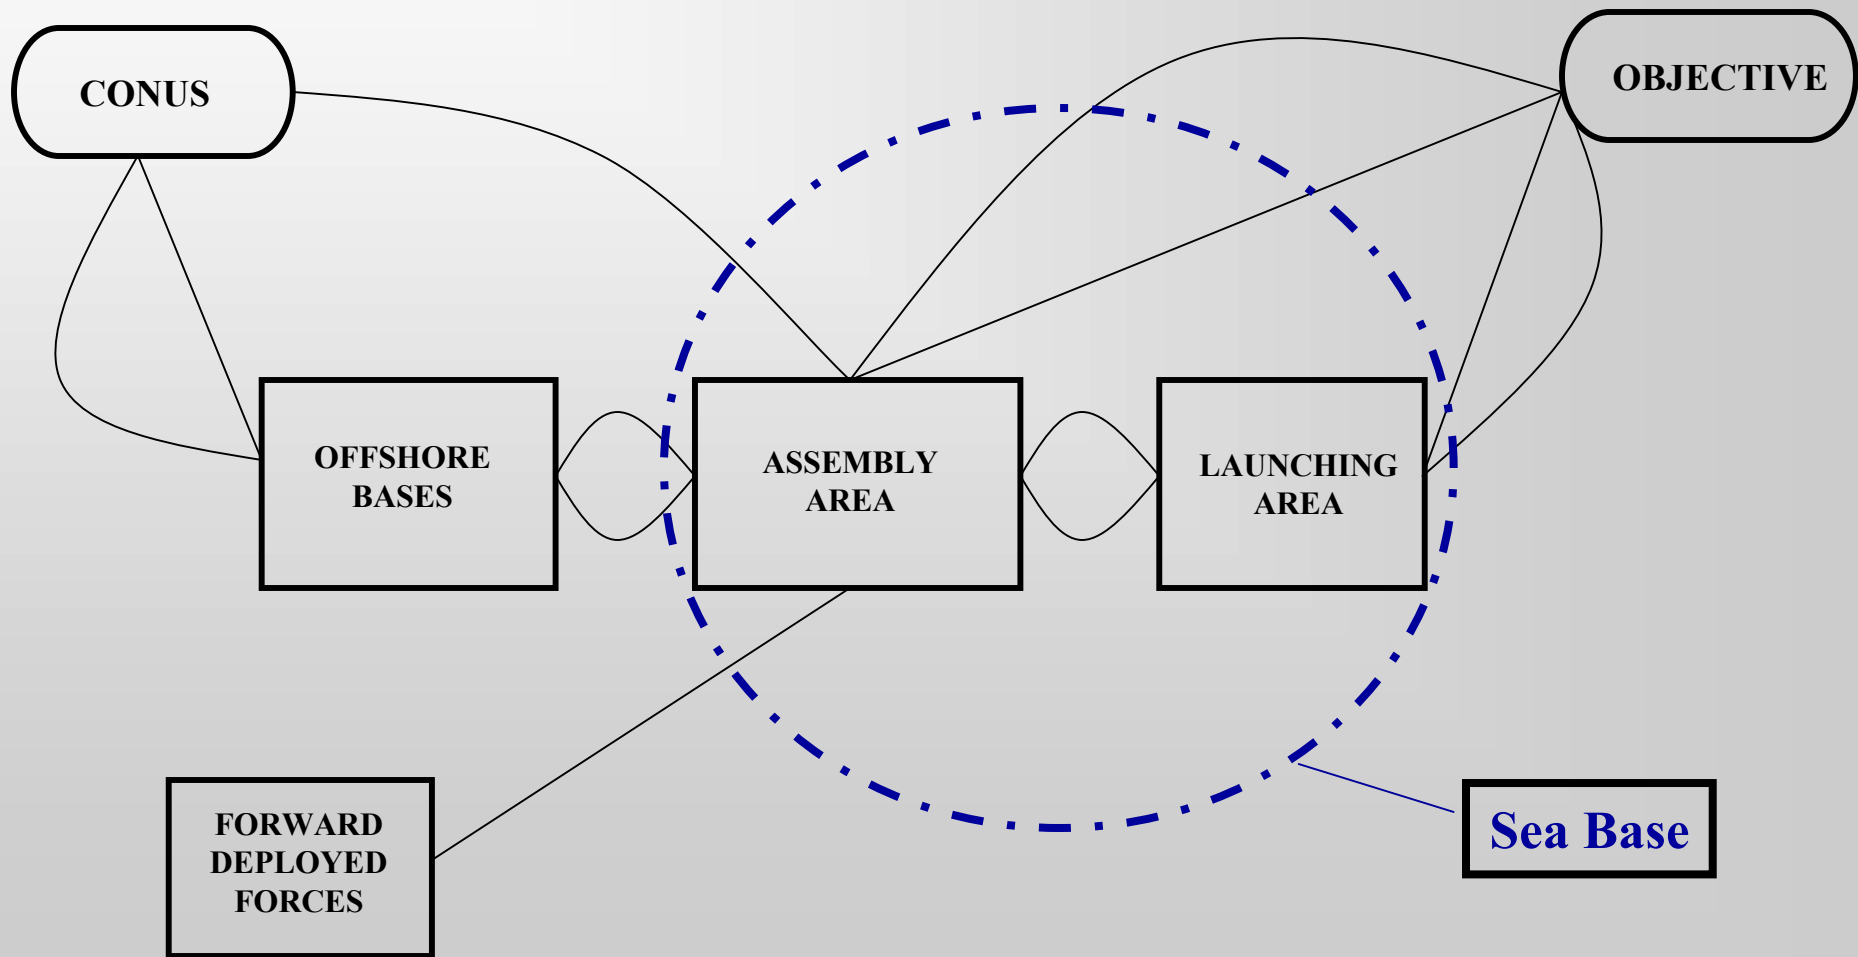 CONUS
OBJECTIVE
OFFSHORE
BASES
ASSEMBLY
AREA
LAUNCHING
AREA
FORWARD
DEPLOYED
FORCES
Sea Base